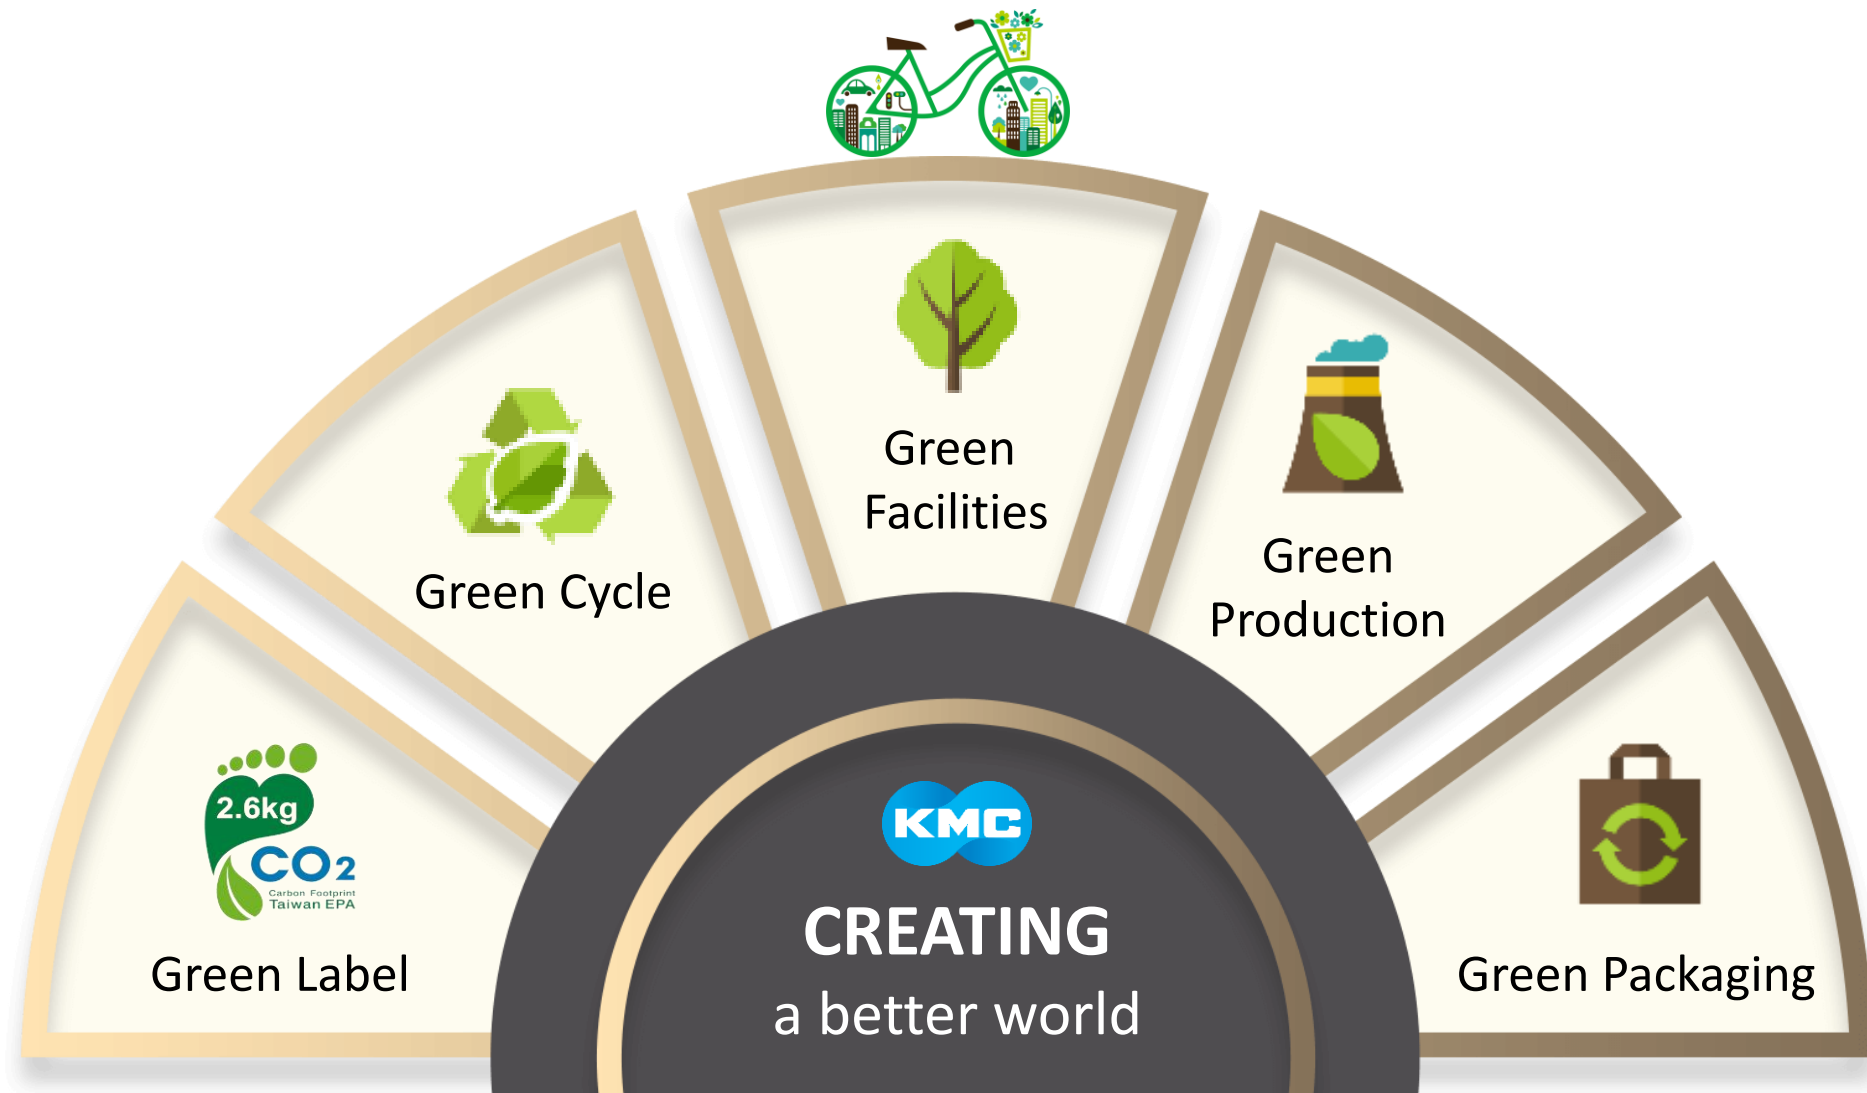 Green
Facilities
Green Cycle
Green
Production
2.6kg
CO2
Carbon Footprint
Taiwan EPA
Green Label
KMC
CREATING
a better world
Green Packaging